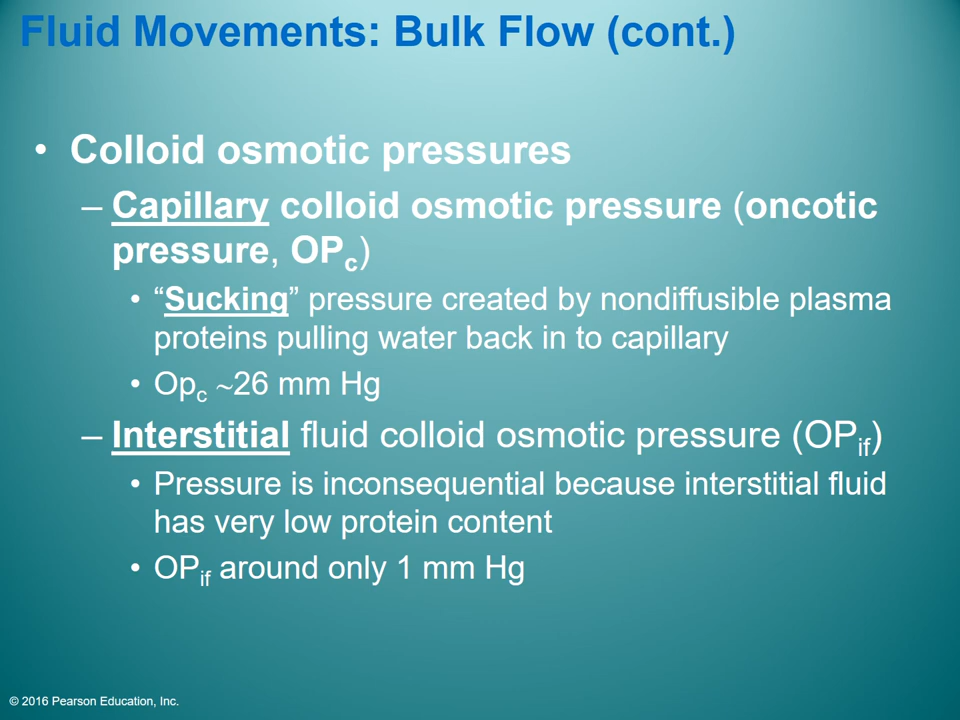 Fluid Movements: Bulk Flow (cont.)
• Colloid osmotic pressures
– Capillary colloid osmotic pressure (oncotic
pressure, OPc)
• “Sucking” pressure created by nondiffusible plasma
proteins pulling water back in to capillary
• Opc ~26 mm Hg
– Interstitial fluid colloid osmotic pressure (OPif)
• Pressure is inconsequential because interstitial fluid
has very low protein content
• OPif around only 1 mm Hg
© 2016 Pearson Education, Inc.